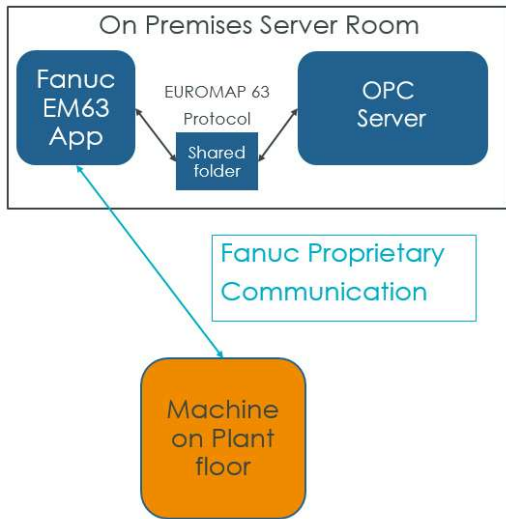 On Premises Server Room
Fanuc
EM63
App
EUROMAP 63
Protocol
Shared
folder
OPC
Server
Fanuc Proprietary
Communication
Machine
on Plant
floor